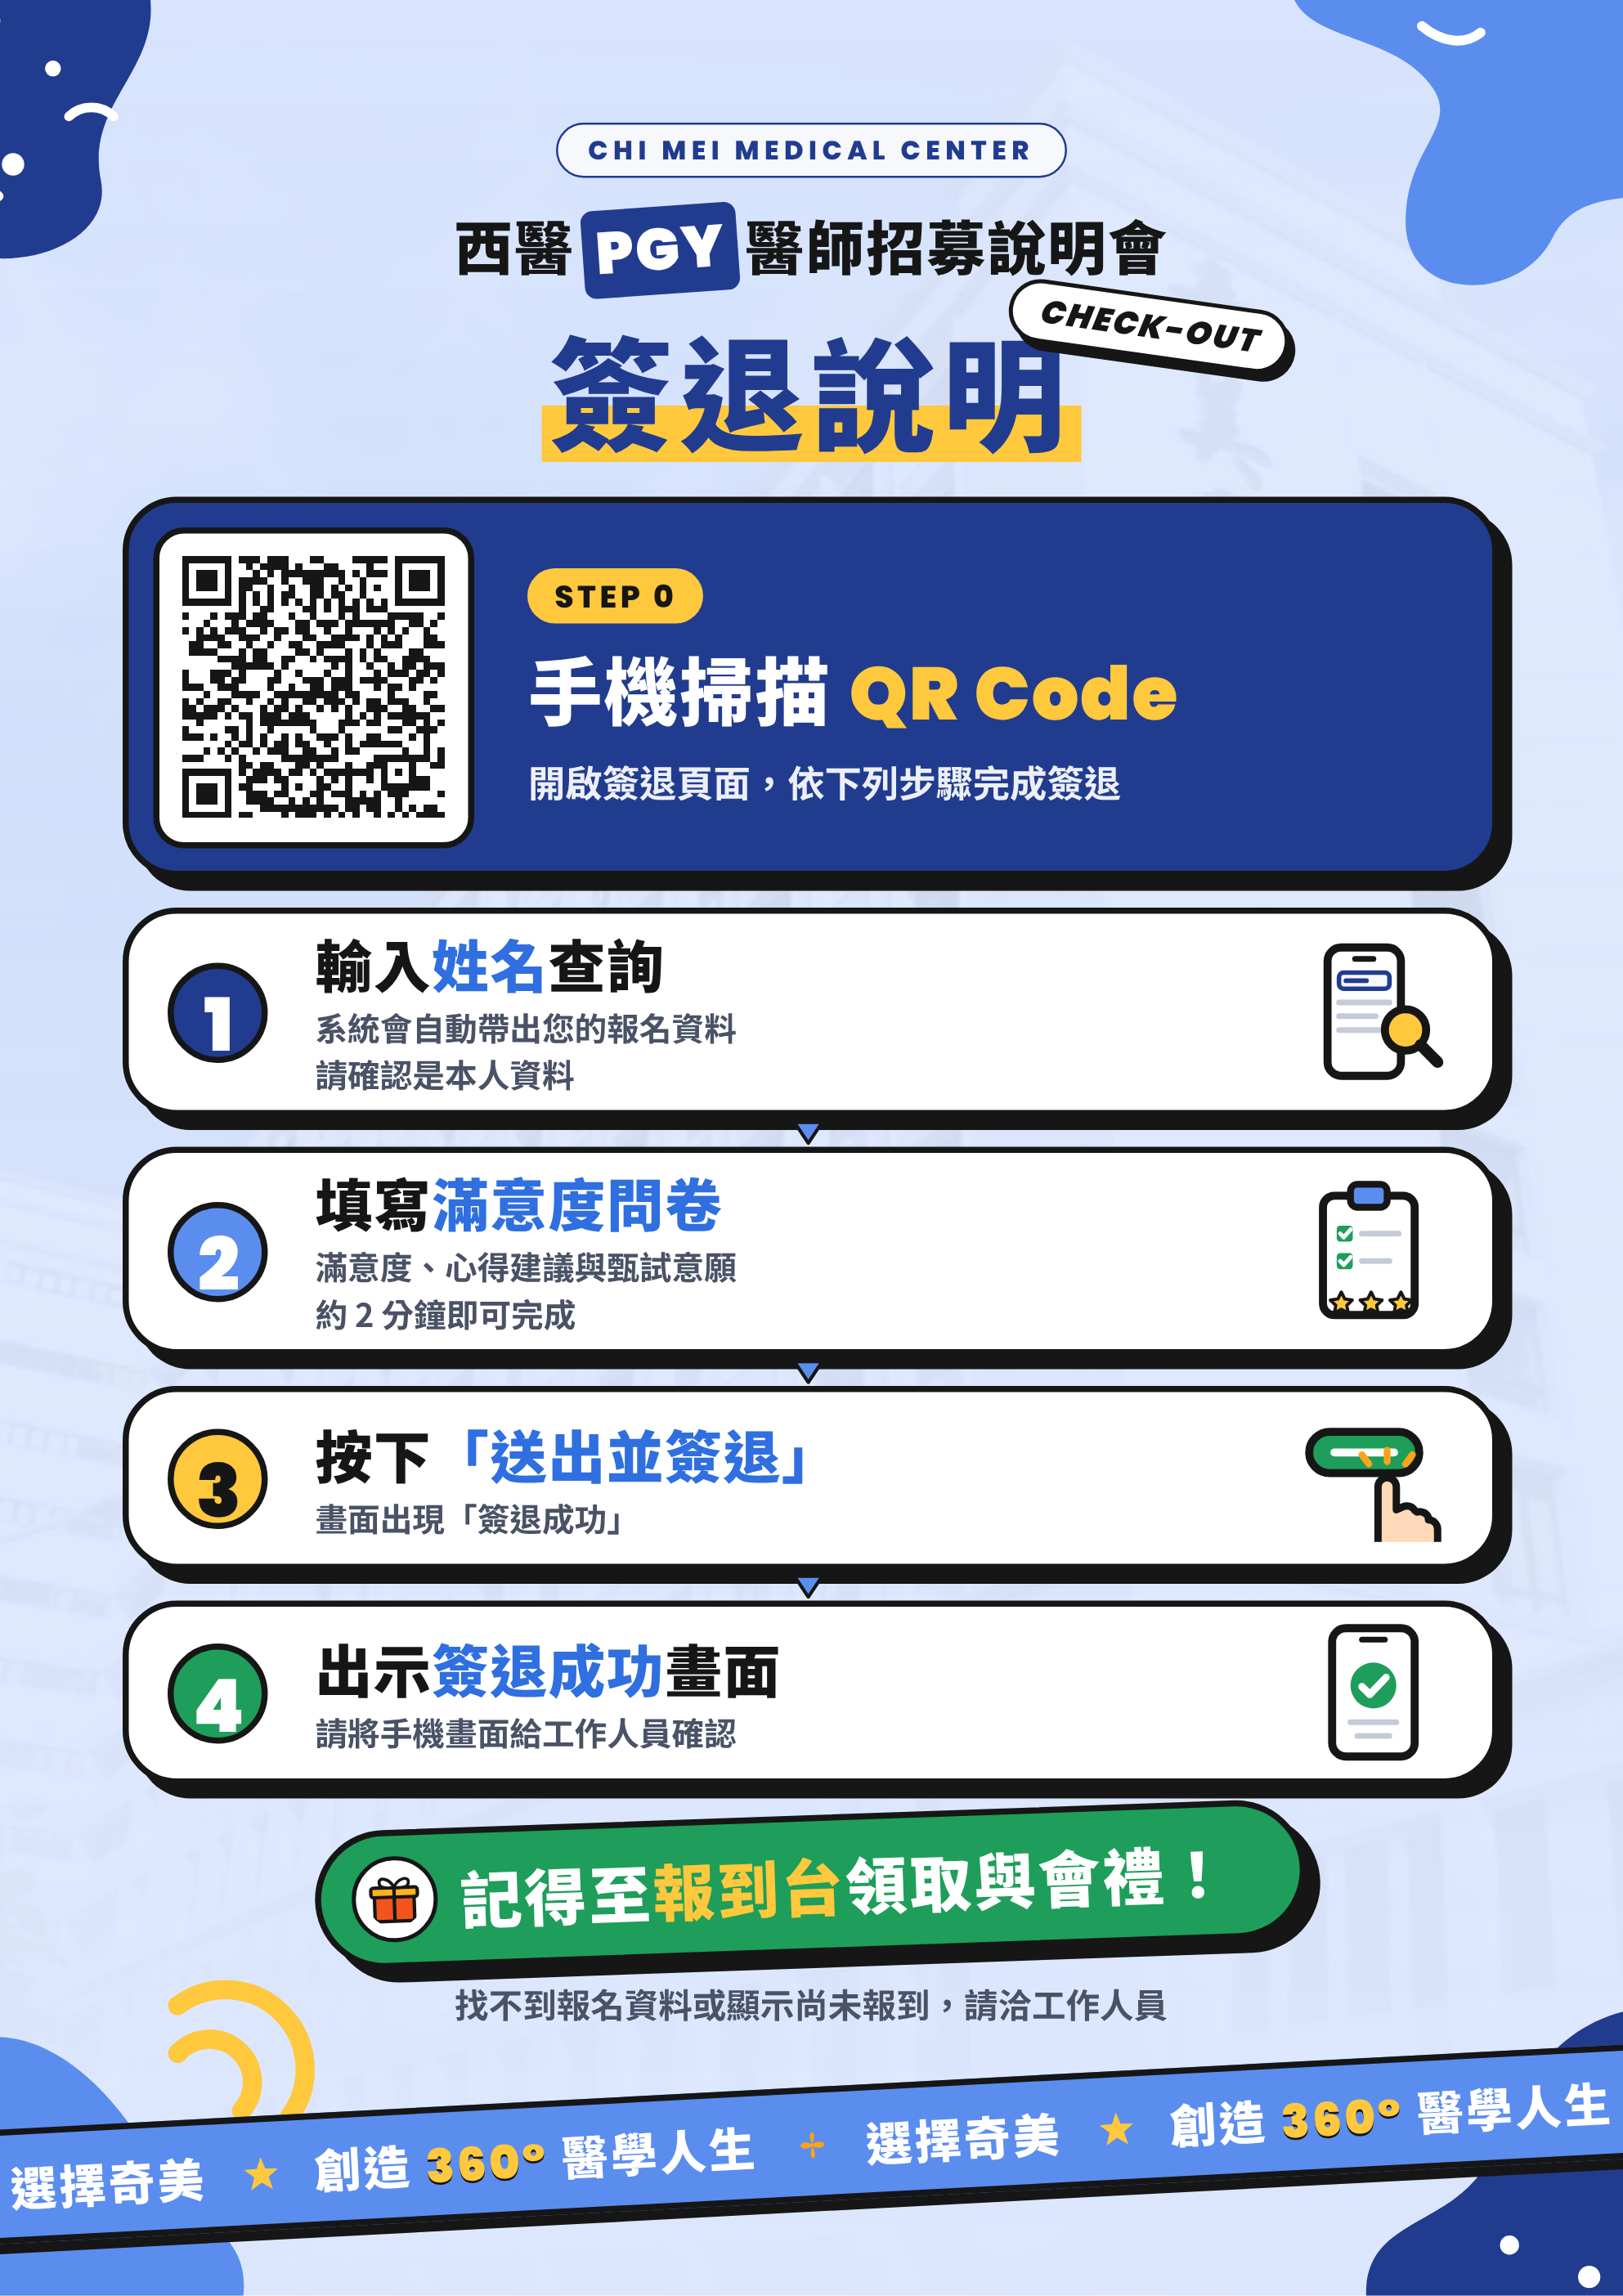 CHI MEI MEDICAL CENTER
西醫 PGY 醫師招募說明會
CHECK-OUT
簽退說明
STEP 0
手機掃描 QR Code
開啟簽退頁面，依下列步驟完成簽退
1
輸入姓名查詢
系統會自動帶出您的報名資料
請確認是本人資料
2
填寫滿意度問卷
滿意度、心得建議與甄試意願
約 2 分鐘即可完成
3
按下「送出並簽退」
畫面出現「簽退成功」
4
出示簽退成功畫面
請將手機畫面給工作人員確認
記得至報到台領取與會禮！
找不到報名資料或顯示尚未報到，請洽工作人員
選擇奇美 ★ 創造 360° 醫學人生 選擇奇美 ★ 創造 360° 醫學人生